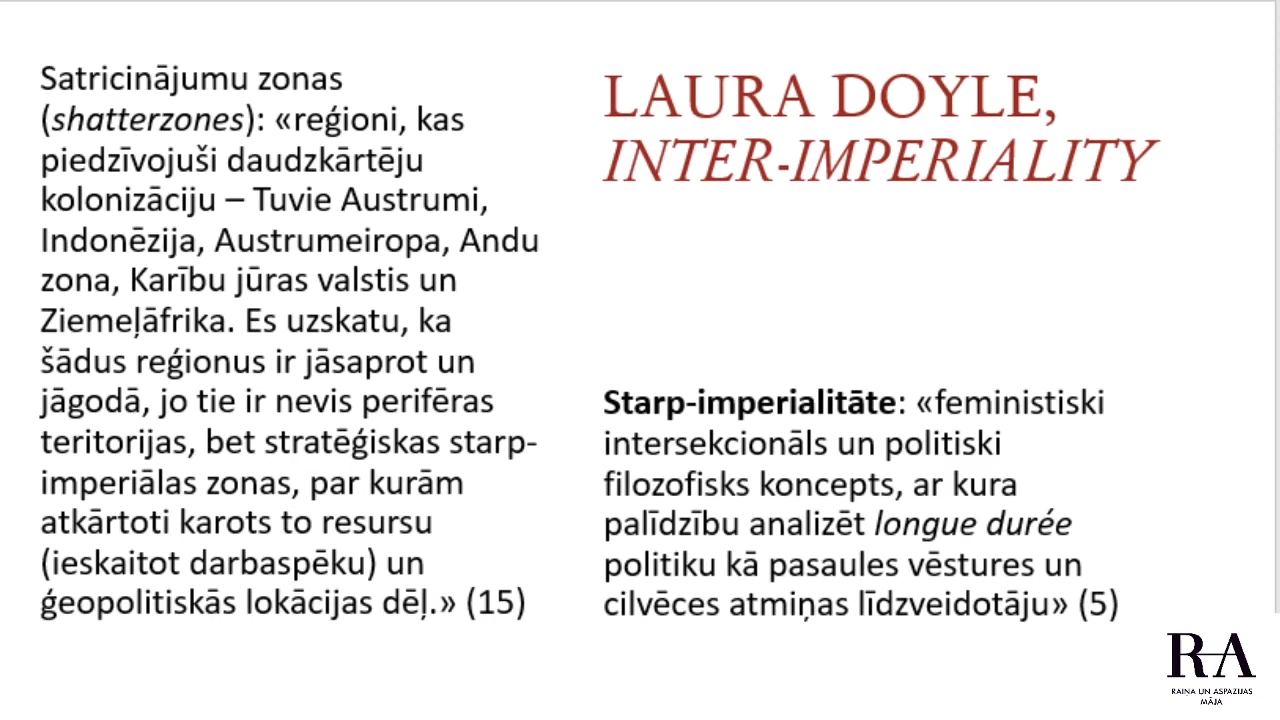 Satricinājumu zonas
(shatterzones): «reģioni, kas
piedzīvojuši daudzkārtēju
kolonizāciju – Tuvie Austrumi,
Indonēzija, Austrumeiropa, Andu
zona, Karību jūras valstis un
Ziemeļāfrika. Es uzskatu, ka
šādus reģionus ir jāsaprot un
jāgodā, jo tie ir nevis perifēras
teritorijas, bet stratēģiskas starp-
imperiālas zonas, par kurām
atkārtoti karots to resursu
(ieskaitot darbaspēku) un
ģeopolitiskās lokācijas dēļ.» (15)
LAURA DOYLE,
INTER-IMPERIALITY
Starp-imperialitāte: «feministiski
intersekcionāls un politiski
filozofisks koncepts, ar kura
palīdzību analizēt longue durée
politiku kā pasaules vēstures un
cilvēces atmiņas līdzveidotāju» (5)
R-A
RAIŅA UN ASPAZIJAS
MĀJA